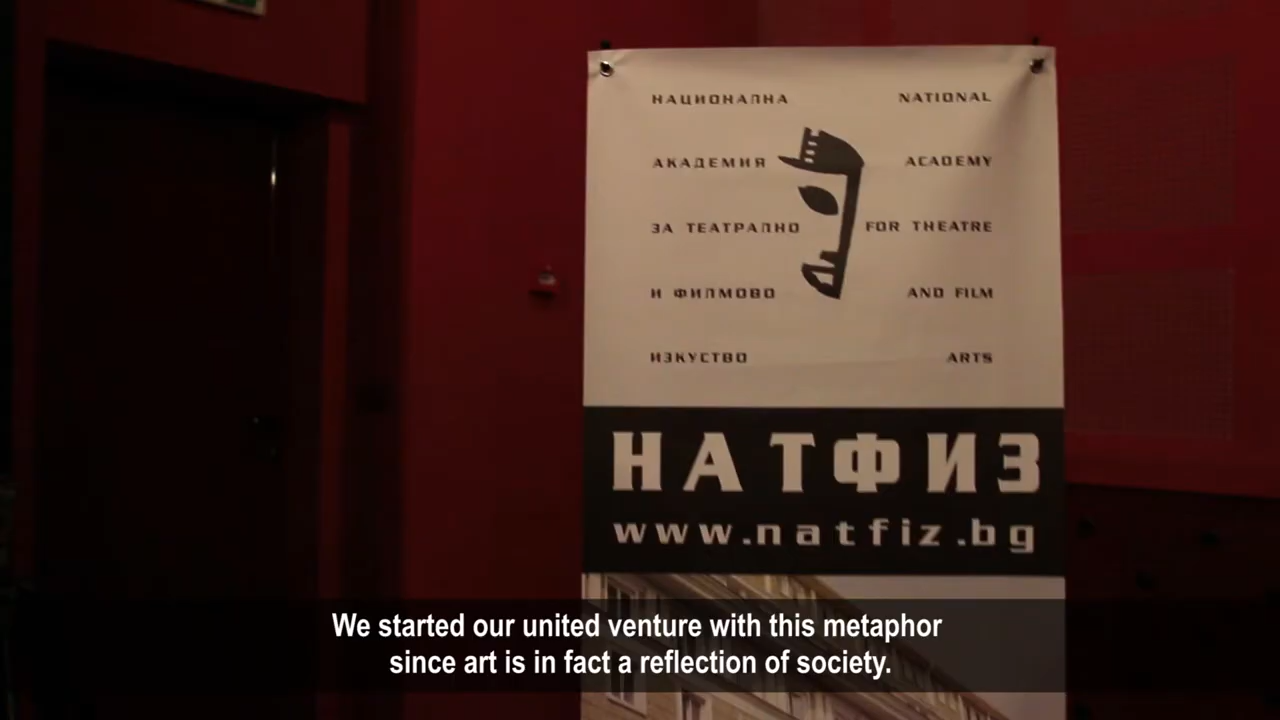 НАЦИОНАЛНА NATIONAL
АКАДЕМИЯ ACADEMY
ЗА ТЕАТРАЛНО FOR THEATRE
И ФИЛМОВО AND FILM
ИЗКУСТВО ARTS
НАТФИЗ
www.natfiz.bg
We started our united venture with this metaphor
since art is in fact a reflection of society.